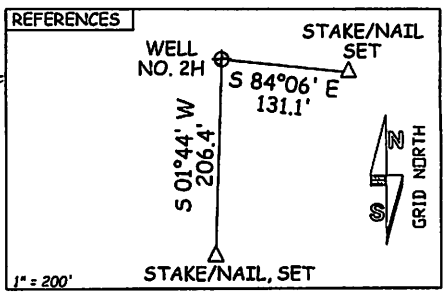 REFERENCES
STAKE/NAIL
SET
WELL
NO. 2H
S 84°06' E
131.1'
S 01°44' W
206.4'
N
S
GRID NORTH
STAKE/NAIL, SET
1" = 200'